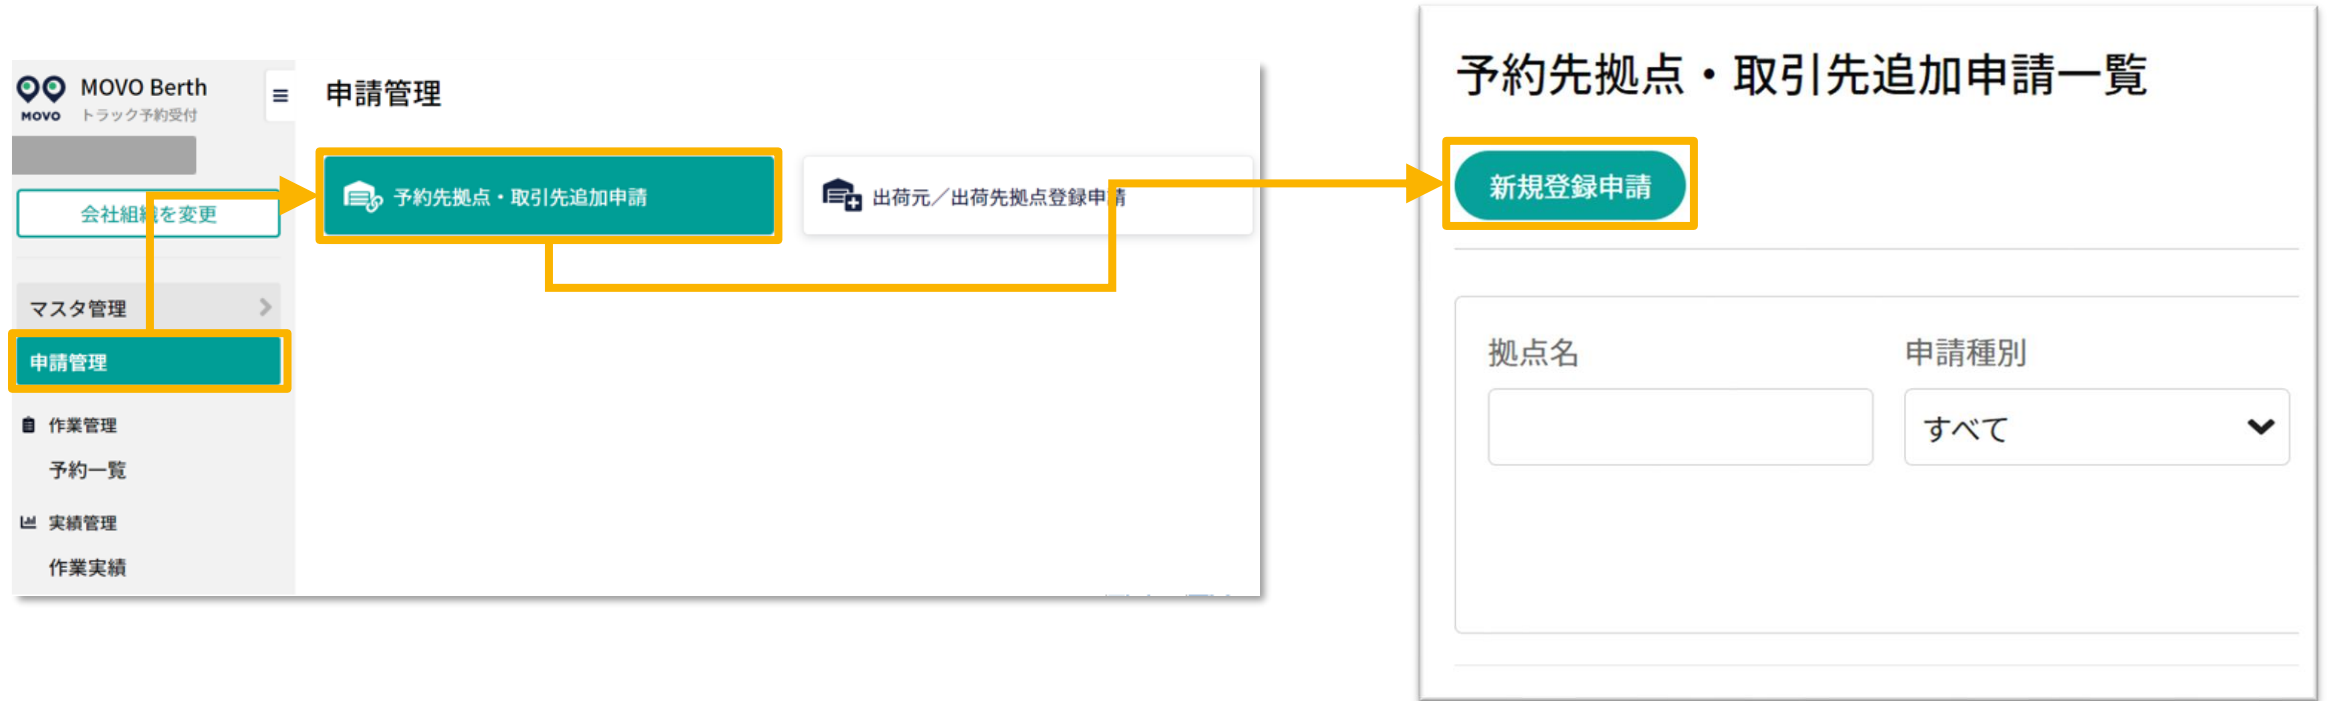 MOVO Berth
MOVO
トラック予約受付
会社組織を変更
マスタ管理
申請管理
作業管理
予約一覧
実績管理
作業実績
申請管理
予約先拠点・取引先追加申請
出荷元／出荷先拠点登録申請
予約先拠点・取引先追加申請一覧
新規登録申請
拠点名
申請種別
すべて